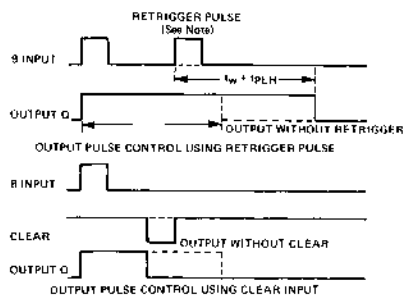 RETRIGGER PULSE
(See Note)
B INPUT
tw + tPLH
OUTPUT Q
OUTPUT WITHOUT RETRIGGER
OUTPUT PULSE CONTROL USING RETRIGGER PULSE
B INPUT
CLEAR
OUTPUT WITHOUT CLEAR
OUTPUT Q
OUTPUT PULSE CONTROL USING CLEAR INPUT